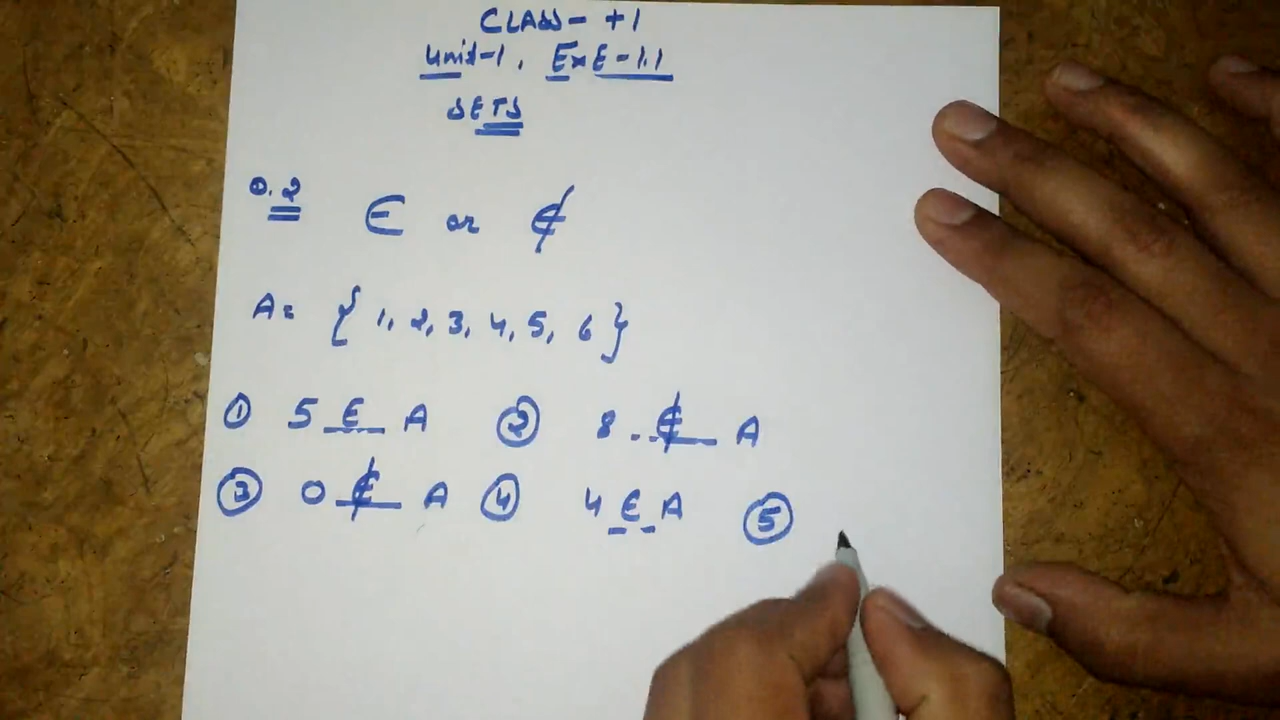 CLASS- +1
Unit-1, Ex E-1.1
SETS
Q.2 ∈ or ∉
A= { 1, 2, 3, 4, 5, 6 }
① 5 ∈ A ② 8 ∉ A
③ 0 ∉ A ④ 4 ∈ A ⑤